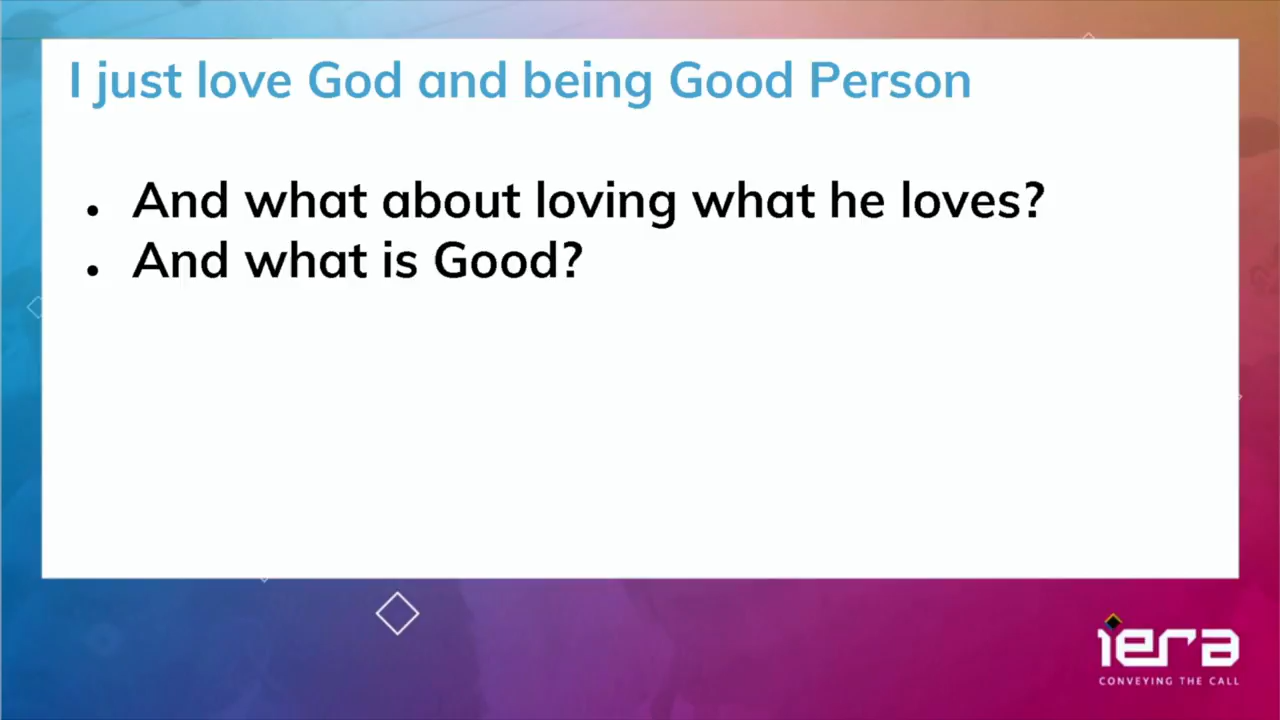 I just love God and being Good Person
• And what about loving what he loves?
• And what is Good?
iera
CONVEYING THE CALL